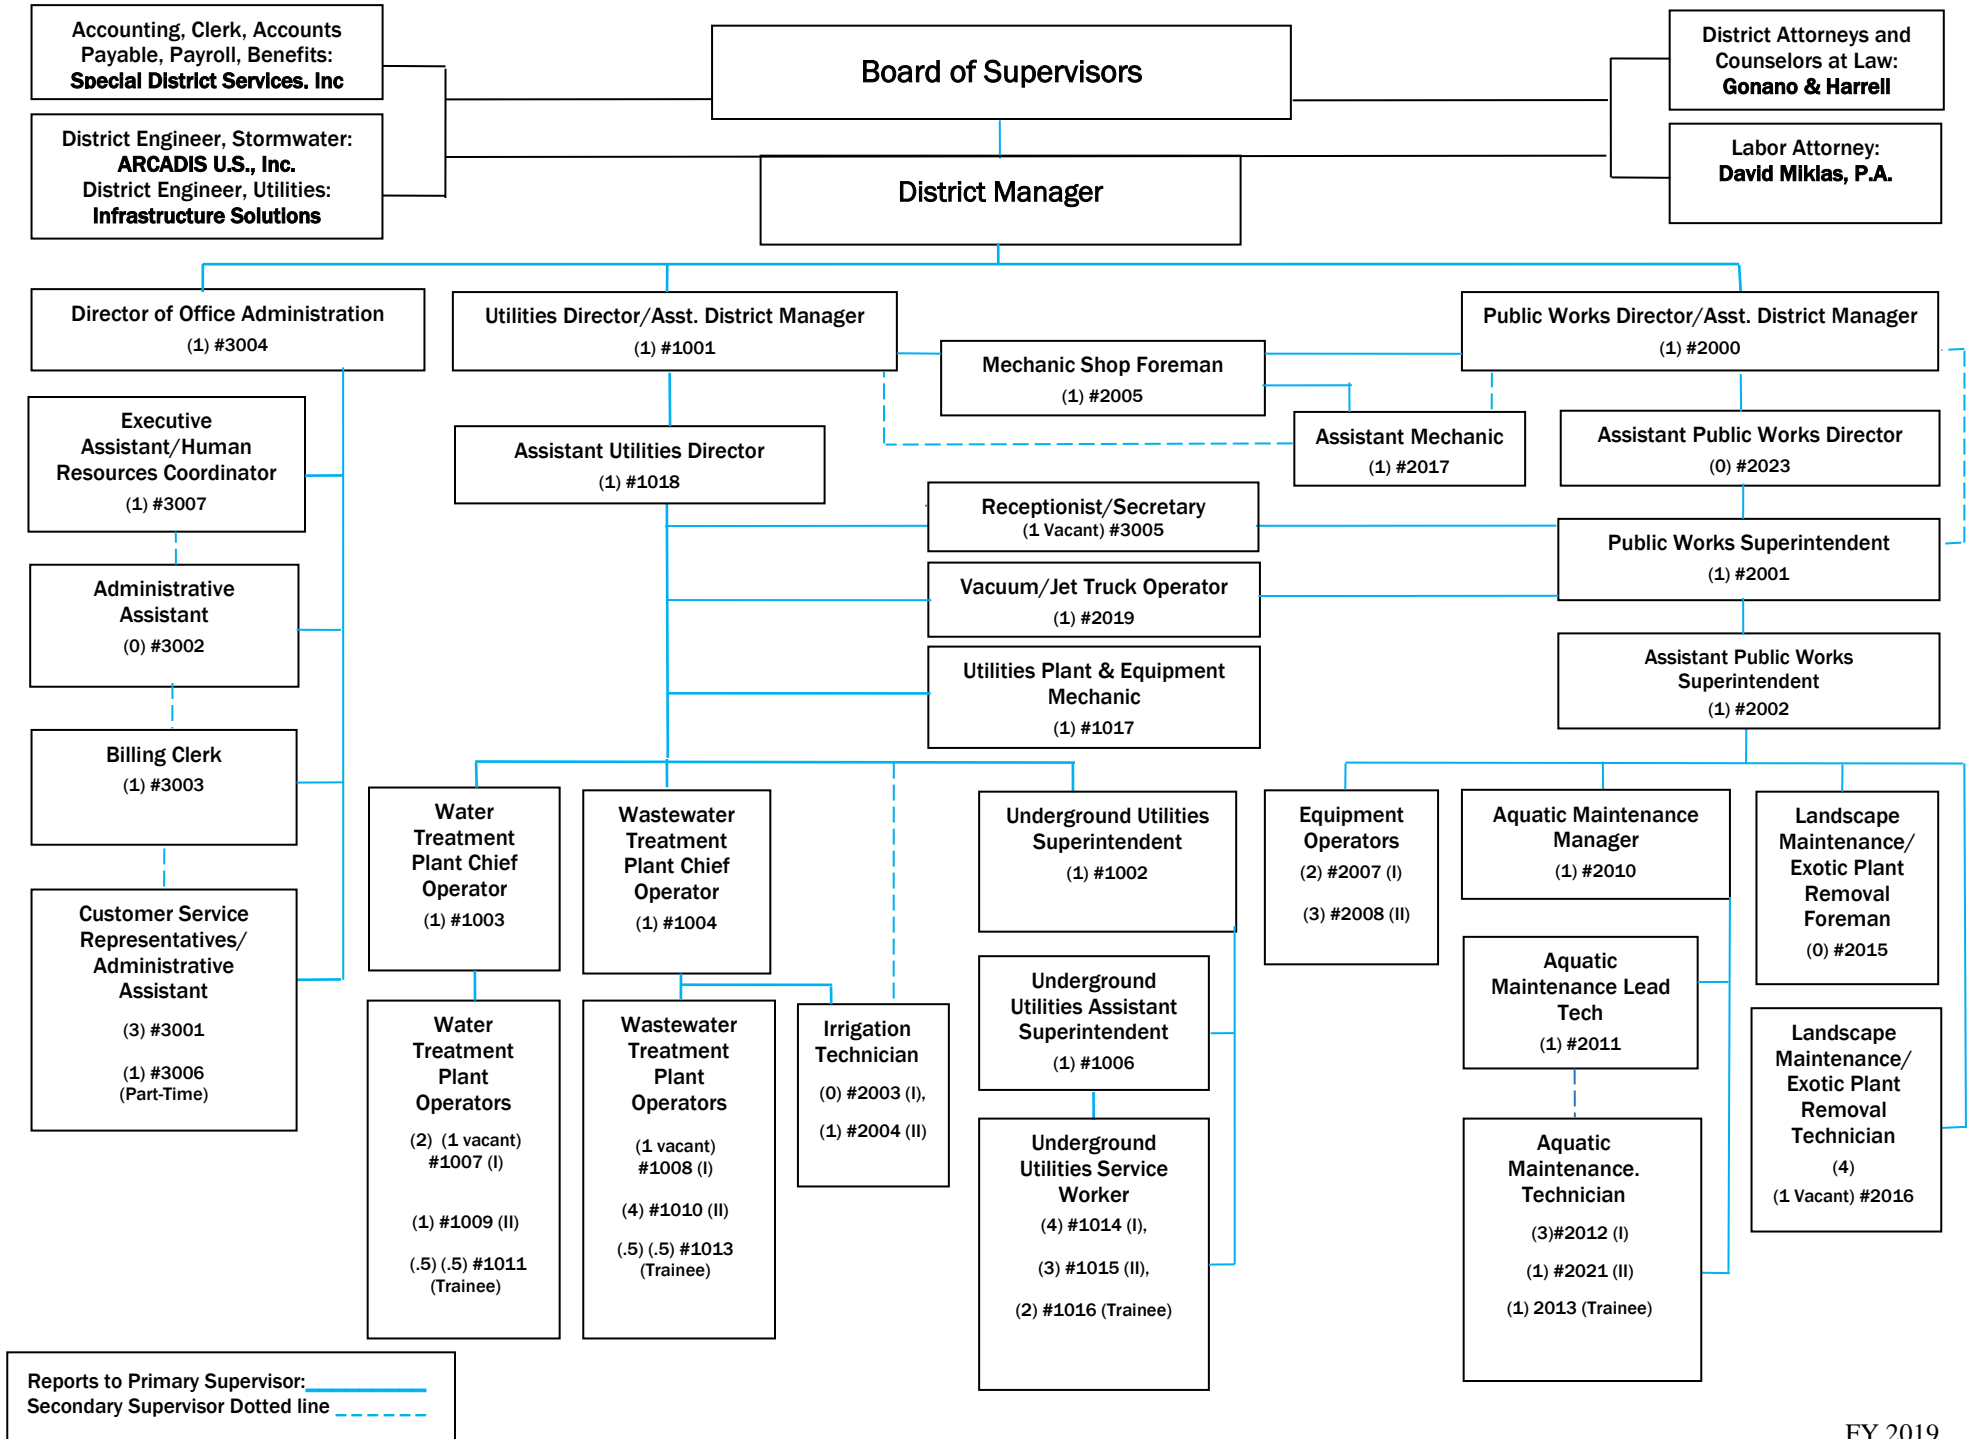 Accounting, Clerk, Accounts
Payable, Payroll, Benefits:
Special District Services. Inc
Board of Supervisors
District Attorneys and
Counselors at Law:
Gonano & Harrell
District Engineer, Stormwater:
ARCADIS U.S., Inc.
District Engineer, Utilities:
Infrastructure Solutions
District Manager
Labor Attorney:
David Miklas, P.A.
Director of Office Administration
(1) #3004
Utilities Director/Asst. District Manager
(1) #1001
Mechanic Shop Foreman
(1) #2005
Public Works Director/Asst. District Manager
(1) #2000
Executive
Assistant/Human
Resources Coordinator
(1) #3007
Assistant Utilities Director
(1) #1018
Assistant Mechanic
(1) #2017
Assistant Public Works Director
(0) #2023
Receptionist/Secretary
(1 Vacant) #3005
Public Works Superintendent
(1) #2001
Administrative
Assistant
(0) #3002
Vacuum/Jet Truck Operator
(1) #2019
Utilities Plant & Equipment
Mechanic
(1) #1017
Assistant Public Works
Superintendent
(1) #2002
Billing Clerk
(1) #3003
Water
Treatment
Plant Chief
Operator
(1) #1003
Wastewater
Treatment
Plant Chief
Operator
(1) #1004
Underground Utilities
Superintendent
(1) #1002
Equipment
Operators
(2) #2007 (I)
(3) #2008 (II)
Aquatic Maintenance
Manager
(1) #2010
Landscape
Maintenance/
Exotic Plant
Removal
Foreman
(0) #2015
Customer Service
Representatives/
Administrative
Assistant
(3) #3001
(1) #3006
(Part-Time)
Water
Treatment
Plant
Operators
(2) (1 vacant)
#1007 (I)
(1) #1009 (II)
(.5) (.5) #1011
(Trainee)
Wastewater
Treatment
Plant
Operators
(1 vacant)
#1008 (I)
(4) #1010 (II)
(.5) (.5) #1013
(Trainee)
Irrigation
Technician
(0) #2003 (I),
(1) #2004 (II)
Underground
Utilities Assistant
Superintendent
(1) #1006
Underground
Utilities Service
Worker
(4) #1014 (I),
(3) #1015 (II),
(2) #1016 (Trainee)
Aquatic
Maintenance Lead
Tech
(1) #2011
Aquatic
Maintenance.
Technician
(3)#2012 (I)
(1) #2021 (II)
(1) 2013 (Trainee)
Landscape
Maintenance/
Exotic Plant
Removal
Technician
(4)
(1 Vacant) #2016
Reports to Primary Supervisor:
Secondary Supervisor Dotted line
FY 2019